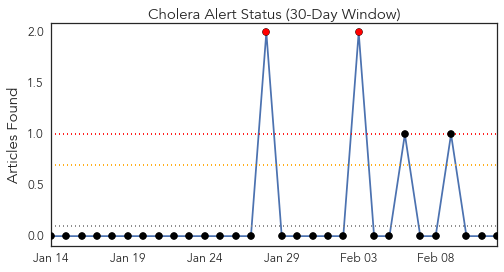 Cholera Alert Status (30-Day Window)
Articles Found
2.0
1.5
1.0
0.5
0.0
Jan 14 Jan 19 Jan 24 Jan 29 Feb 03 Feb 08